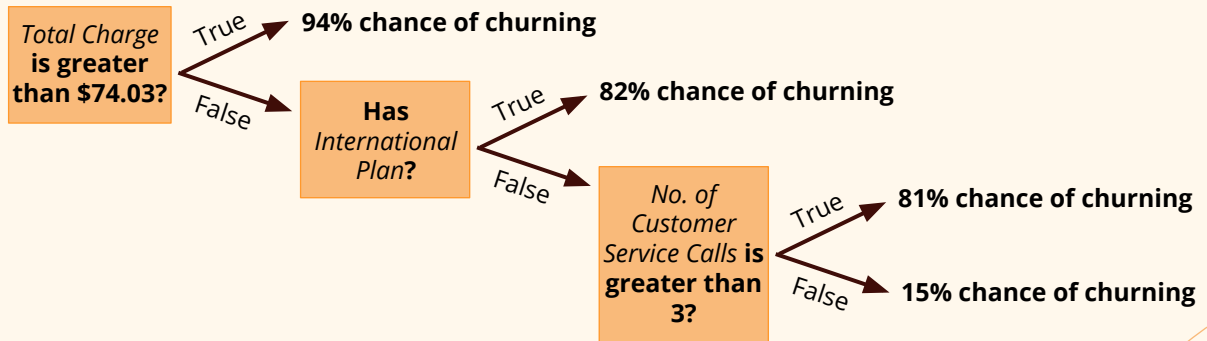 Total Charge
is greater
than $74.03?
True
94% chance of churning
False
Has
International
Plan?
True
82% chance of churning
False
No. of
Customer
Service Calls is
greater than
3?
True
81% chance of churning
False
15% chance of churning